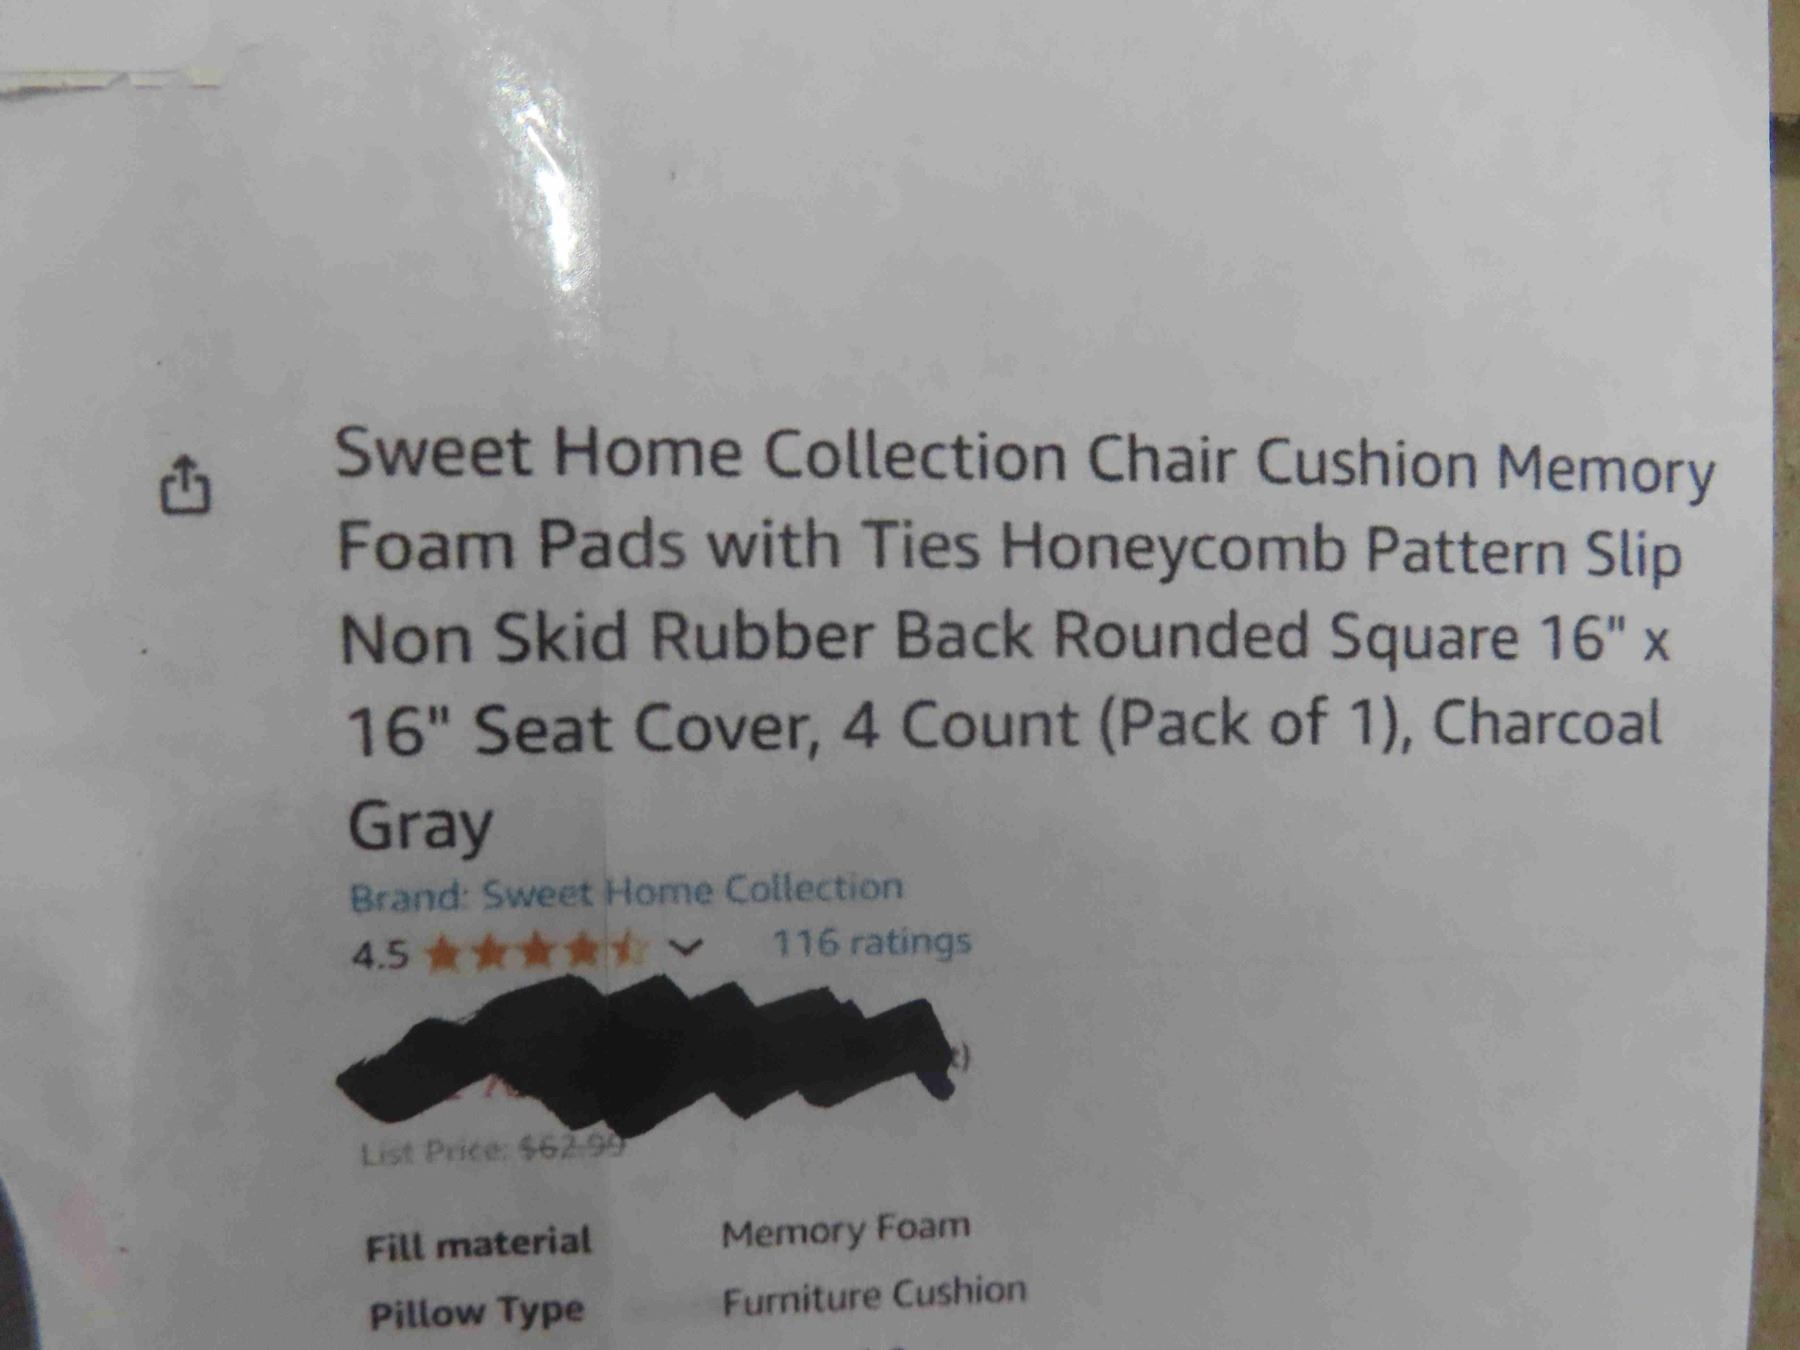 Sweet Home Collection Chair Cushion Memory
Foam Pads with Ties Honeycomb Pattern Slip
Non Skid Rubber Back Rounded Square 16" x
16" Seat Cover, 4 Count (Pack of 1), Charcoal
Gray
Brand: Sweet Home Collection
4.5 116 ratings
List Price: $62.99
Fill material Memory Foam
Pillow Type Furniture Cushion